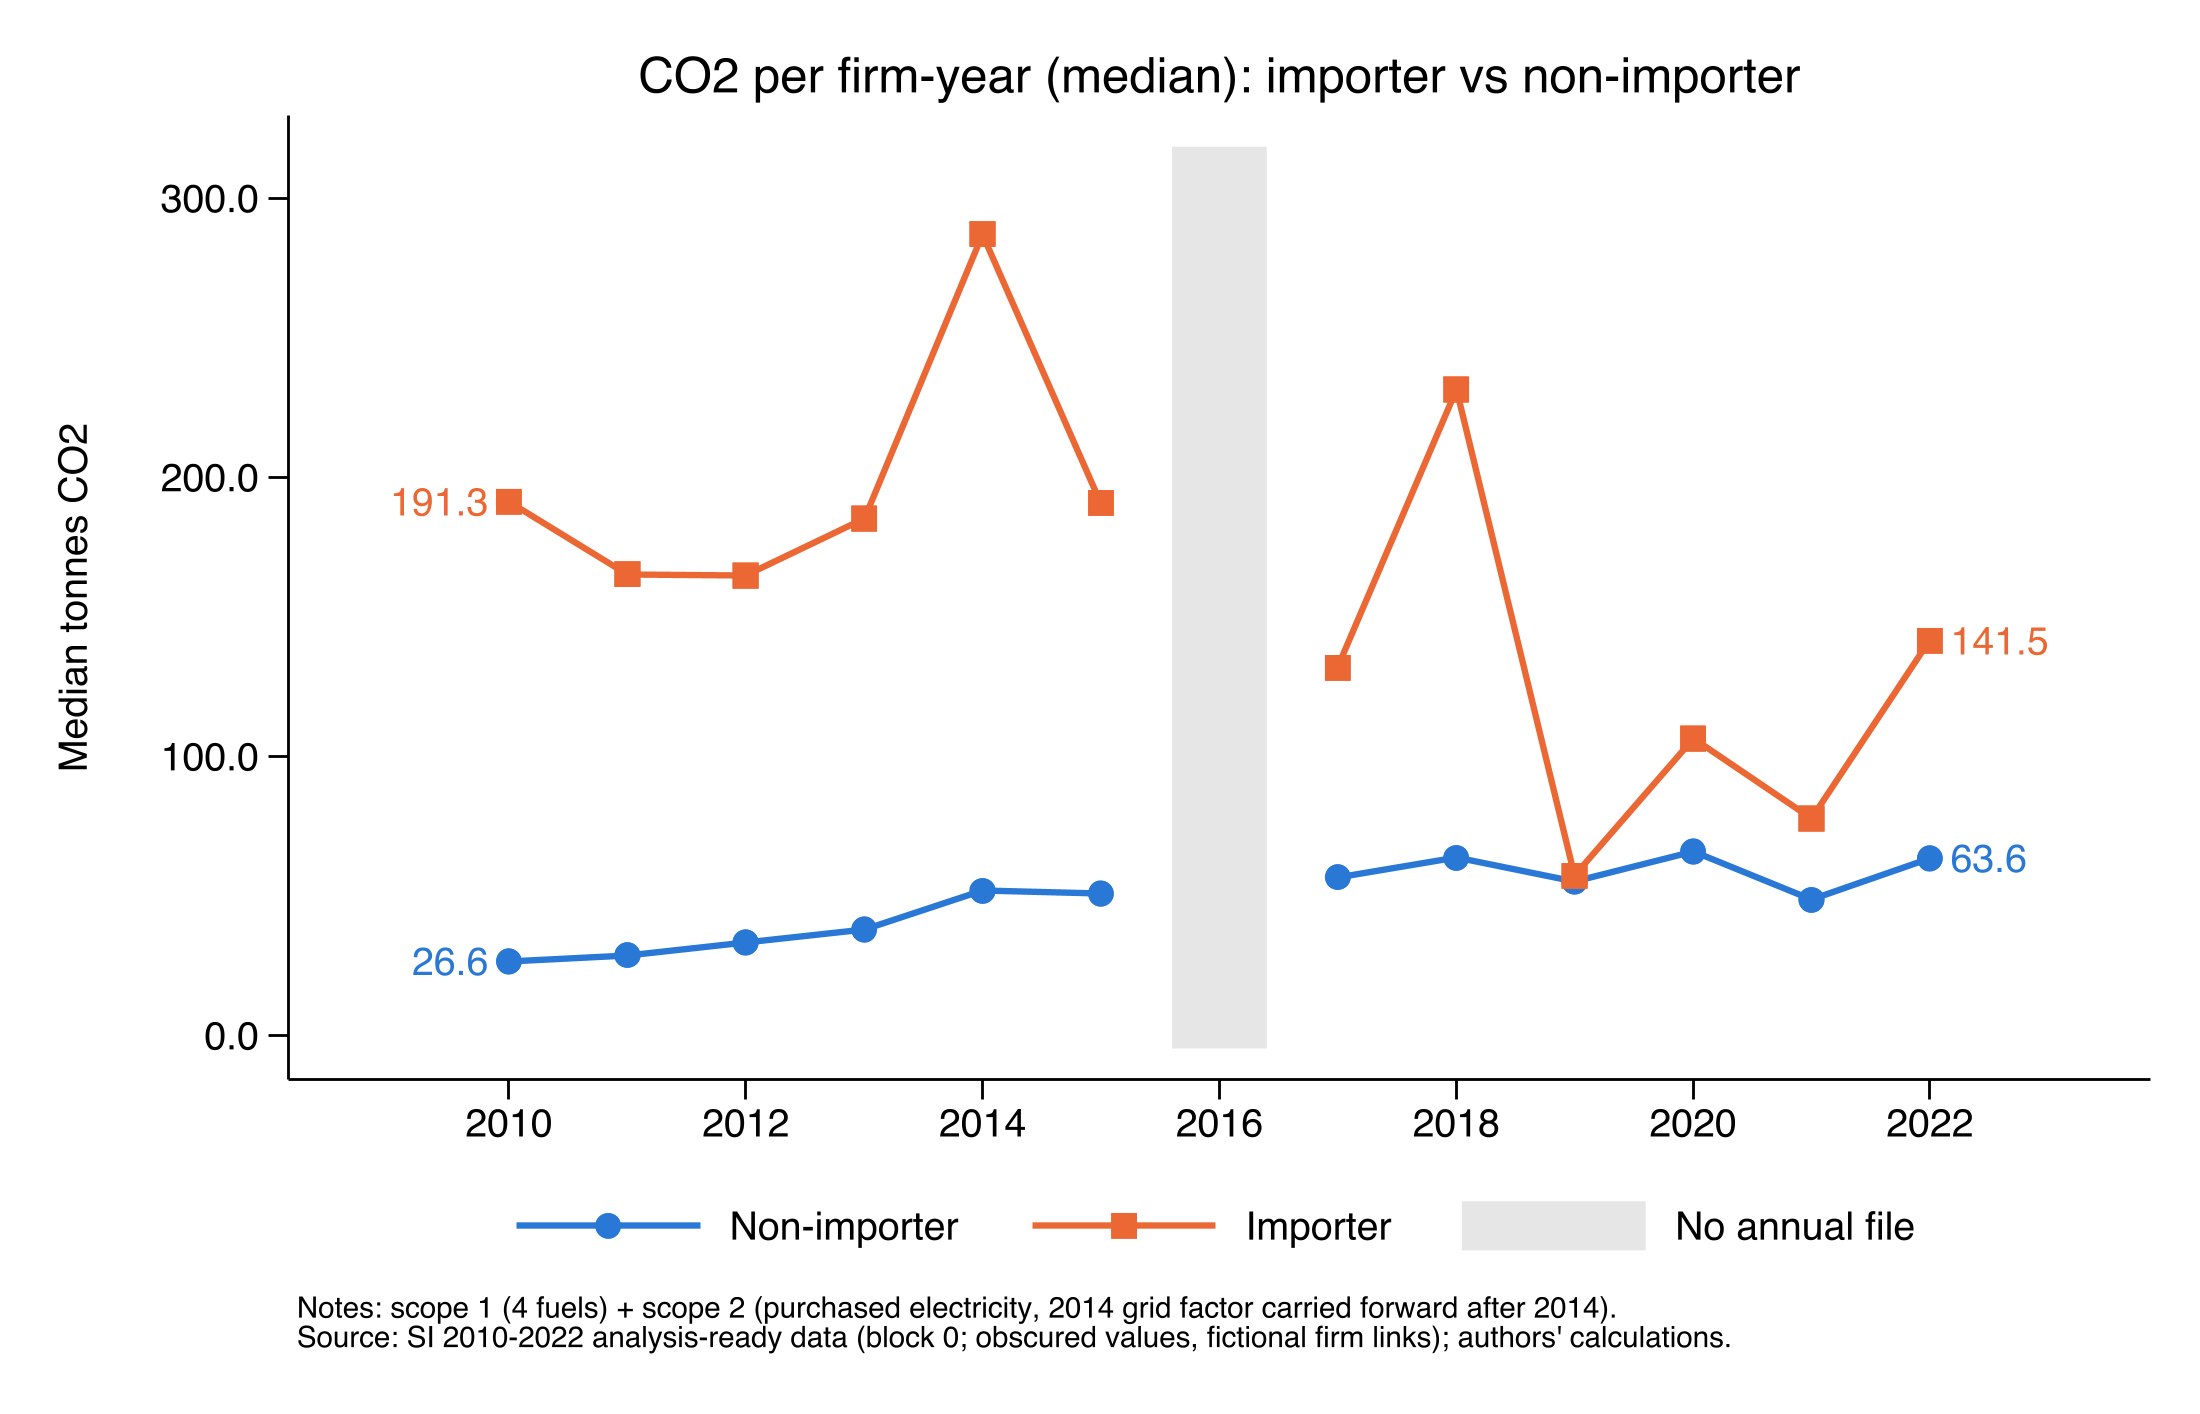 CO2 per firm-year (median): importer vs non-importer
Median tonnes CO2
300.0
200.0
100.0
0.0
191.3
26.6
141.5
63.6
2010 2012 2014 2016 2018 2020 2022
Non-importer Importer No annual file
Notes: scope 1 (4 fuels) + scope 2 (purchased electricity, 2014 grid factor carried forward after 2014).
Source: SI 2010-2022 analysis-ready data (block 0; obscured values, fictional firm links); authors' calculations.